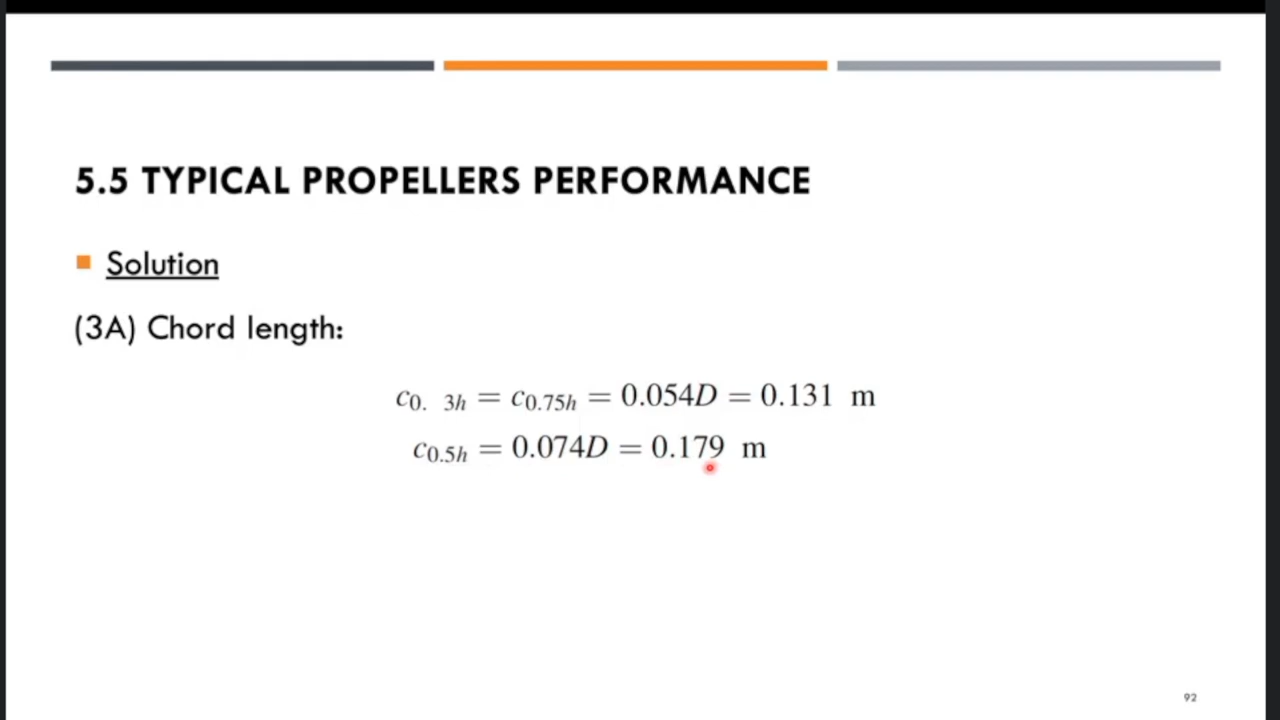 5.5 TYPICAL PROPELLERS PERFORMANCE
Solution
(3A) Chord length:
c0. 3h = c0.75h = 0.054D = 0.131 m
c0.5h = 0.074D = 0.179 m
92